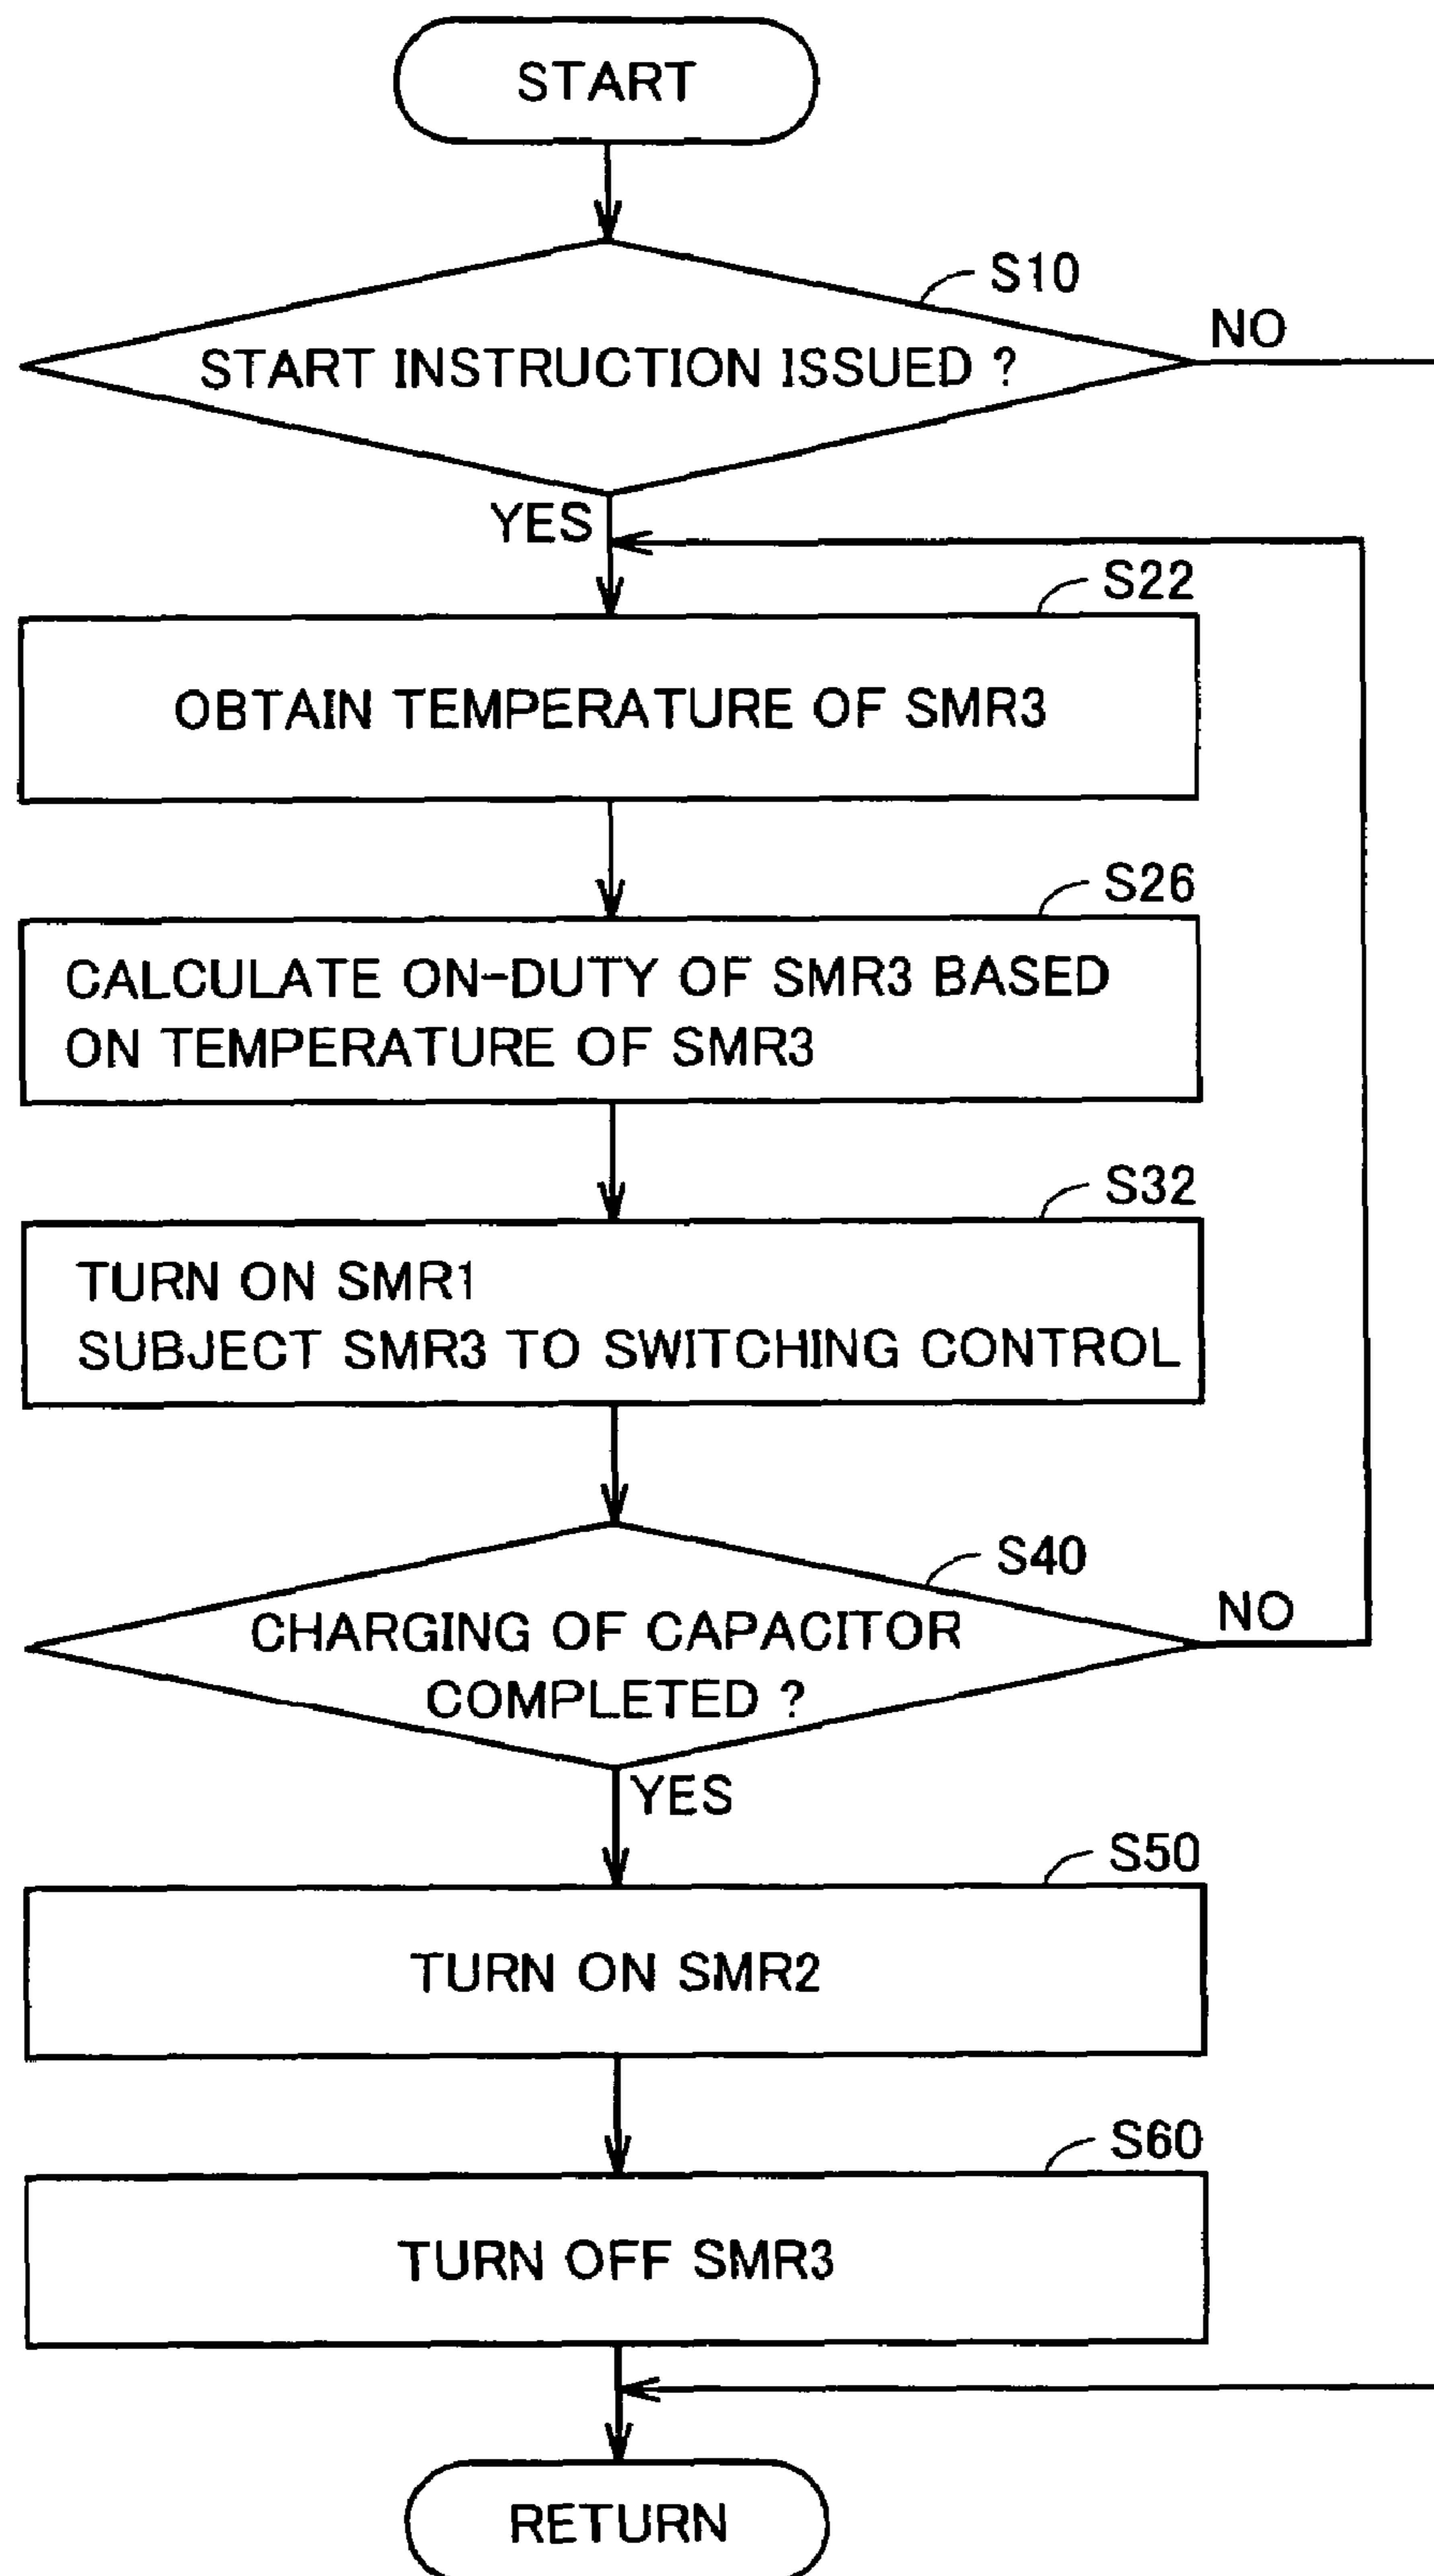 START
S10
START INSTRUCTION ISSUED ?
NO
YES
S22
OBTAIN TEMPERATURE OF SMR3
S26
CALCULATE ON-DUTY OF SMR3 BASED
ON TEMPERATURE OF SMR3
S32
TURN ON SMR1
SUBJECT SMR3 TO SWITCHING CONTROL
S40
CHARGING OF CAPACITOR
COMPLETED ?
NO
YES
S50
TURN ON SMR2
S60
TURN OFF SMR3
RETURN